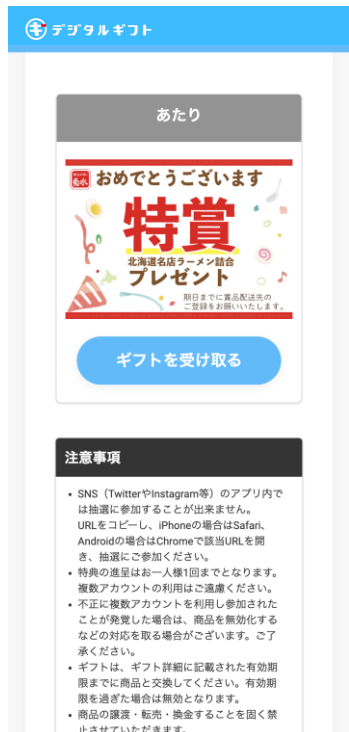 デジタルギフト
あたり
おめでとうございます
特賞
北海道名店ラーメン詰合
プレゼント
期日までに賞品配送先の
ご登録をお願いいたします。
ギフトを受け取る
注意事項
• SNS（TwitterやInstagram等）のアプリ内で
は抽選に参加することが出来ません。
URLをコピーし、iPhoneの場合はSafari、
Androidの場合はChromeで該当URLを開
き、抽選にご参加ください。
• 特典の進呈はお一人様1回までとなります。
複数アカウントの利用はご遠慮ください。
• 不正に複数アカウントを利用し参加された
ことが発覚した場合は、商品を無効化する
などの対応を取る場合がございます。ご了
承ください。
• ギフトは、ギフト詳細に記載された有効期
限までに商品と交換してください。有効期
限を過ぎた場合は無効となります。
• 商品の譲渡・転売・換金することを固く禁
止させていただきます。